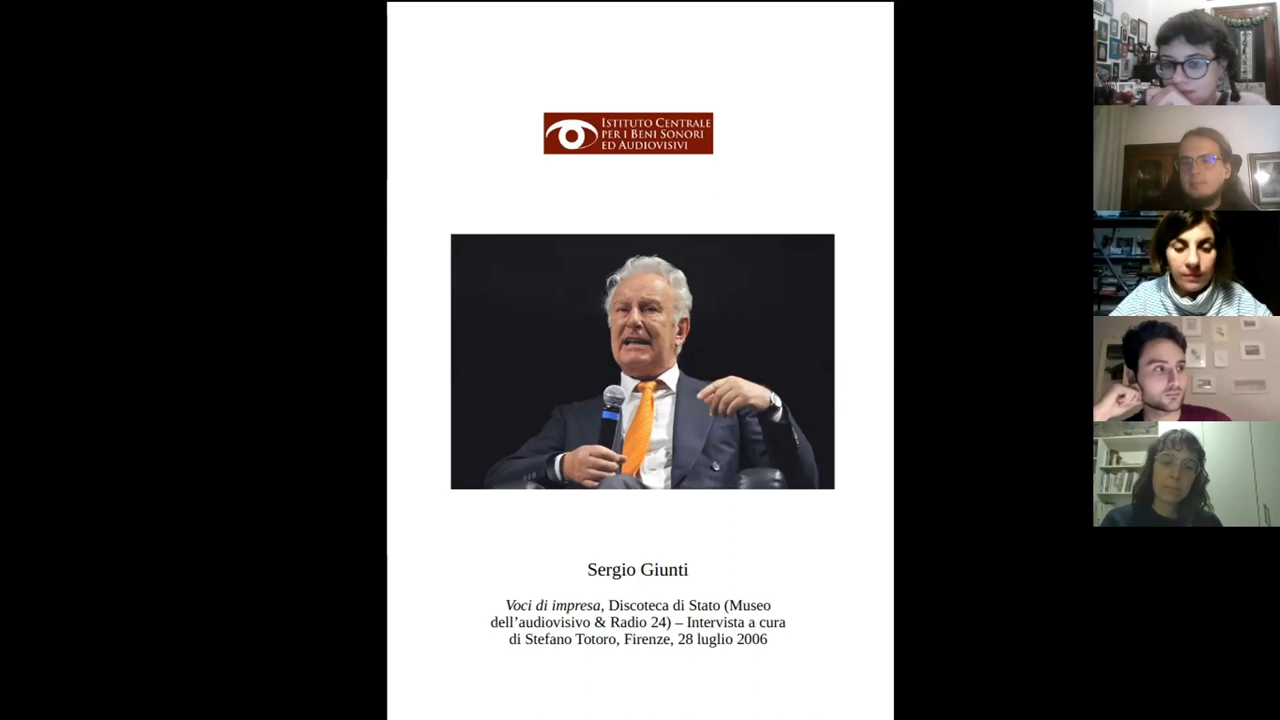 ISTITUTO CENTRALE
PER I BENI SONORI
ED AUDIOVISIVI
Sergio Giunti
Voci di impresa, Discoteca di Stato (Museo
dell’audiovisivo & Radio 24) – Intervista a cura
di Stefano Totoro, Firenze, 28 luglio 2006